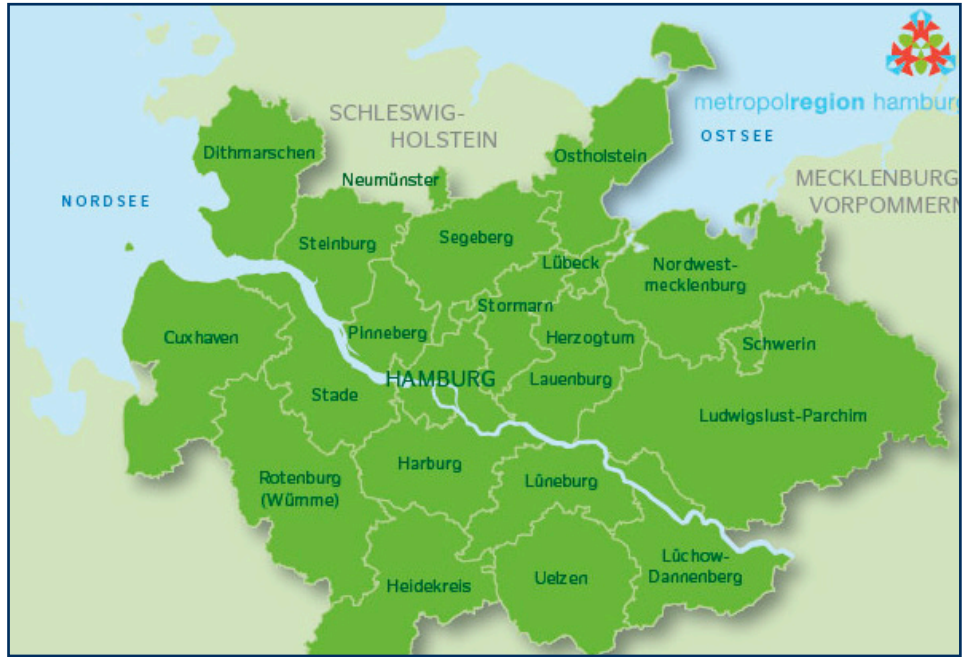 metropolregion hamburg
SCHLESWIG-
HOLSTEIN
OSTSEE
Dithmarschen
Ostholstein
Neumünster
MECKLENBURG
VORPOMMERN
NORDSEE
Steinburg
Segeberg
Lübeck
Nordwest-
mecklenburg
Stormarn
Cuxhaven
Pinneberg
Herzogtum
Lauenburg
Schwerin
HAMBURG
Stade
Ludwigslust-Parchim
Harburg
Rotenburg
(Wümme)
Lüneburg
Lüchow-
Dannenberg
Heidekreis
Uelzen